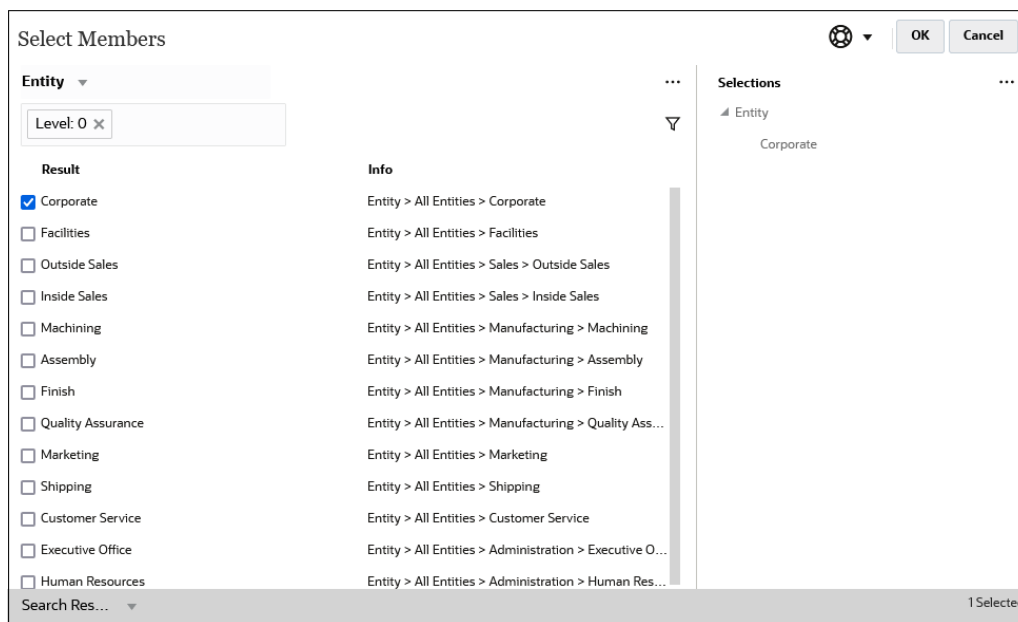 Select Members
OK Cancel
Entity
Selections
Level: 0
Entity
Corporate
Result Info
Corporate Entity > All Entities > Corporate
Facilities Entity > All Entities > Facilities
Outside Sales Entity > All Entities > Sales > Outside Sales
Inside Sales Entity > All Entities > Sales > Inside Sales
Machining Entity > All Entities > Manufacturing > Machining
Assembly Entity > All Entities > Manufacturing > Assembly
Finish Entity > All Entities > Manufacturing > Finish
Quality Assurance Entity > All Entities > Manufacturing > Quality Ass...
Marketing Entity > All Entities > Marketing
Shipping Entity > All Entities > Shipping
Customer Service Entity > All Entities > Customer Service
Executive Office Entity > All Entities > Administration > Executive O...
Human Resources Entity > All Entities > Administration > Human Res...
Search Res... 1 Selecte